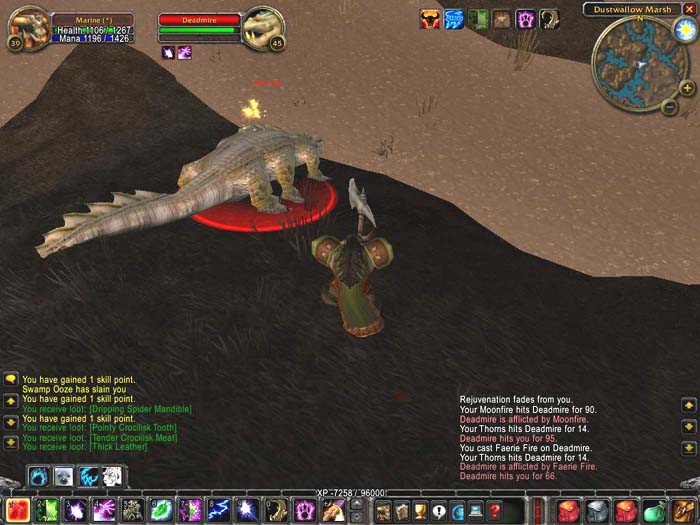 Marine (*)
Health 1106 / 1267
Mana 1196 / 1426
39
Deadmire
45
Dustwallow Marsh
N
You have gained 1 skill point.
Swamp Ooze has slain you
You have gained 1 skill point.
You receive loot: [Dripping Spider Mandible]
You have gained 1 skill point.
You receive loot: [Pointy Crocilisk Tooth]
You receive loot: [Tender Crocilisk Meat]
You receive loot: [Thick Leather]
Rejuvenation fades from you.
Your Moonfire hits Deadmire for 90.
Deadmire is afflicted by Moonfire.
Your Thorns hits Deadmire for 14.
Deadmire hits you for 95.
You cast Faerie Fire on Deadmire.
Your Thorns hits Deadmire for 14.
Deadmire is afflicted by Faerie Fire.
Deadmire hits you for 66.
XP -7258 / 96000